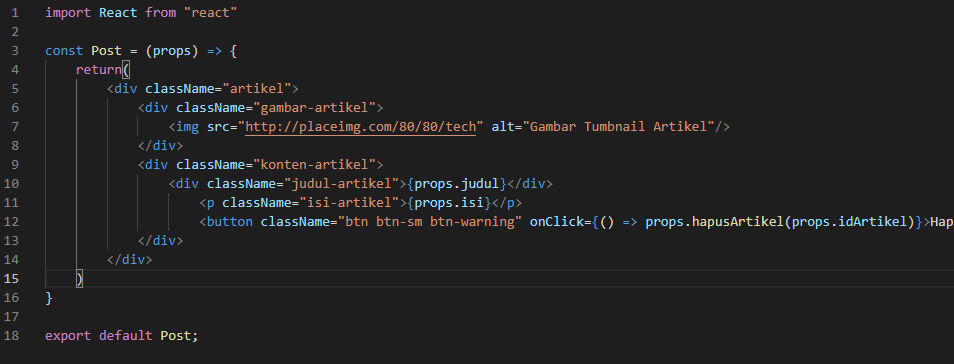 1 import React from "react"
2
3 const Post = (props) => {
4 return(
5 <div className="artikel">
6 <div className="gambar-artikel">
7 <img src="http://placeimg.com/80/80/tech" alt="Gambar Tumbnail Artikel"/>
8 </div>
9 <div className="konten-artikel">
10 <div className="judul-artikel">{props.judul}</div>
11 <p className="isi-artikel">{props.isi}</p>
12 <button className="btn btn-sm btn-warning" onClick={() => props.hapusArtikel(props.idArtikel)}>Hap
13 </div>
14 </div>
15 )
16 }
17
18 export default Post;